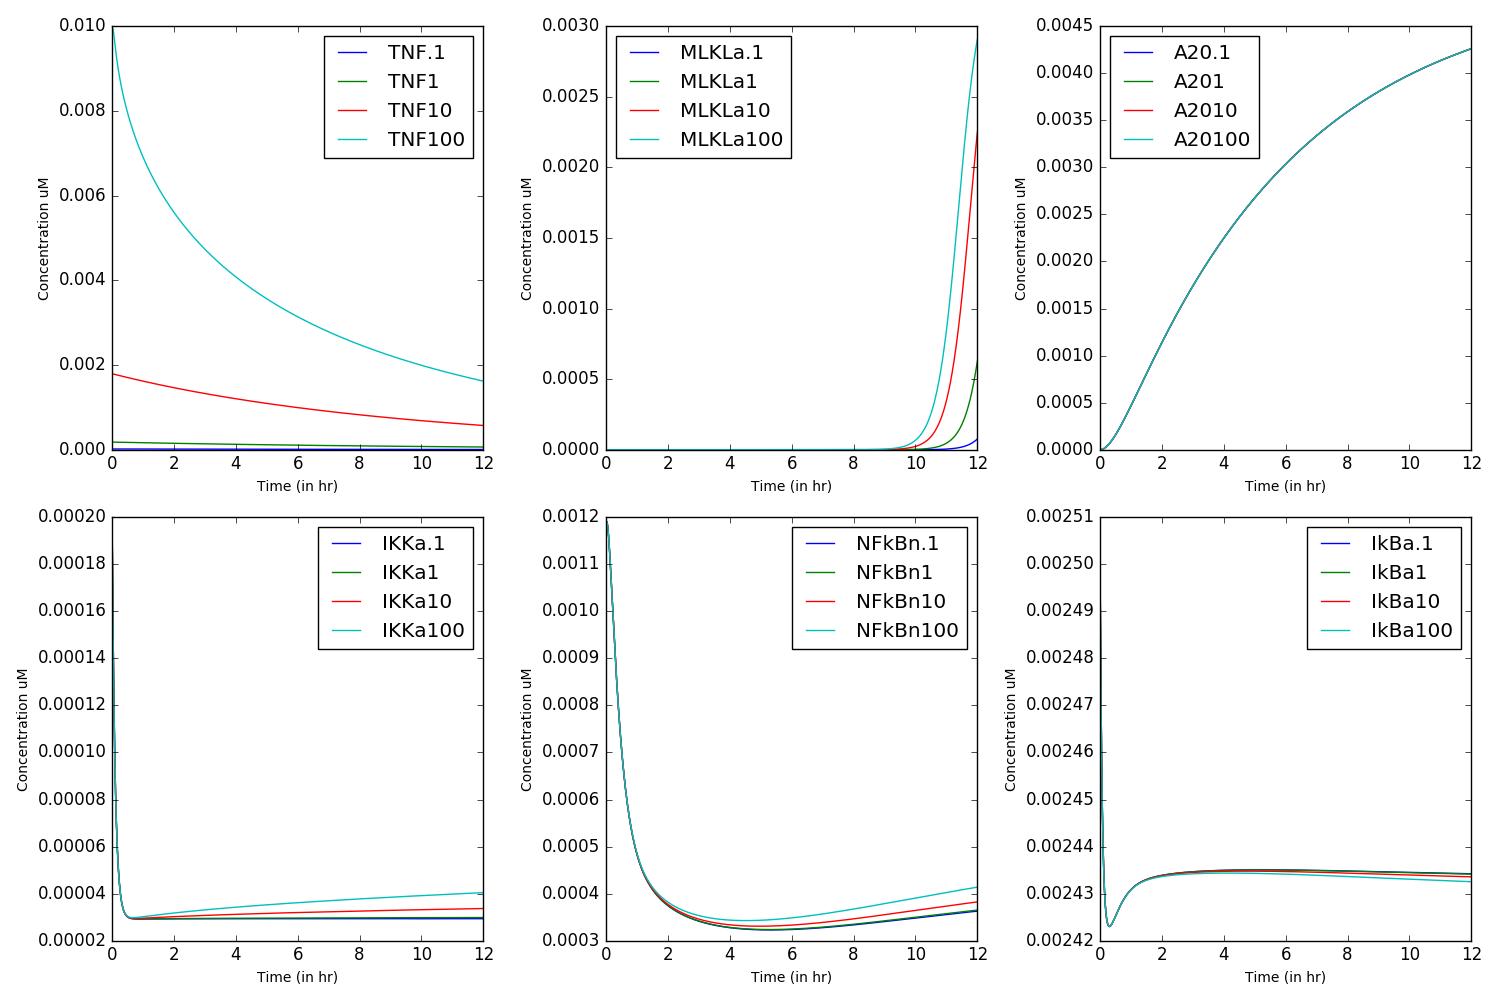 0.010
0.008
0.006
0.004
0.002
0.000
Concentration uM
TNF.1
TNF1
TNF10
TNF100
0 2 4 6 8 10 12
Time (in hr)
0.0030
0.0025
0.0020
0.0015
0.0010
0.0005
0.0000
Concentration uM
MLKLa.1
MLKLa1
MLKLa10
MLKLa100
0 2 4 6 8 10 12
Time (in hr)
0.0045
0.0040
0.0035
0.0030
0.0025
0.0020
0.0015
0.0010
0.0005
0.0000
Concentration uM
A20.1
A201
A2010
A20100
0 2 4 6 8 10 12
Time (in hr)
0.00020
0.00018
0.00016
0.00014
0.00012
0.00010
0.00008
0.00006
0.00004
0.00002
Concentration uM
IKKa.1
IKKa1
IKKa10
IKKa100
0 2 4 6 8 10 12
Time (in hr)
0.0012
0.0011
0.0010
0.0009
0.0008
0.0007
0.0006
0.0005
0.0004
0.0003
Concentration uM
NFkBn.1
NFkBn1
NFkBn10
NFkBn100
0 2 4 6 8 10 12
Time (in hr)
0.00251
0.00250
0.00249
0.00248
0.00247
0.00246
0.00245
0.00244
0.00243
0.00242
Concentration uM
IkBa.1
IkBa1
IkBa10
IkBa100
0 2 4 6 8 10 12
Time (in hr)